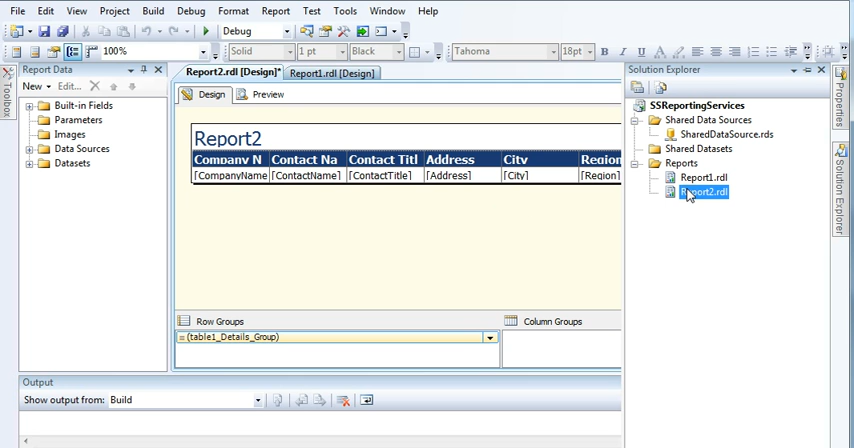 File Edit View Project Build Debug Format Report Test Tools Window Help
Debug
100% Solid 1 pt Black Tahoma 18pt B I U A
Toolbox
Report Data
New Edit...
Built-in Fields
Parameters
Images
Data Sources
Datasets
Report2.rdl [Design]* Report1.rdl [Design]
Design Preview
Report2
Company N Contact Na Contact Titl Address City Region
[CompanyName [ContactName] [ContactTitle] [Address] [City] [Region]
Row Groups Column Groups
(table1_Details_Group)
Output
Show output from: Build
Solution Explorer
SSReportingServices
Shared Data Sources
SharedDataSource.rds
Shared Datasets
Reports
Report1.rdl
Report2.rdl
Properties
Solution Explorer